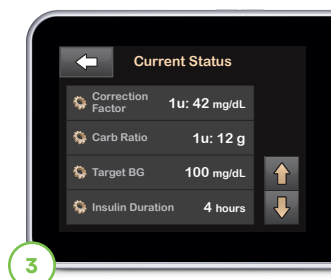 Current Status
Correction Factor 1u: 42 mg/dL
Carb Ratio 1u: 12 g
Target BG 100 mg/dL
Insulin Duration 4 hours
3